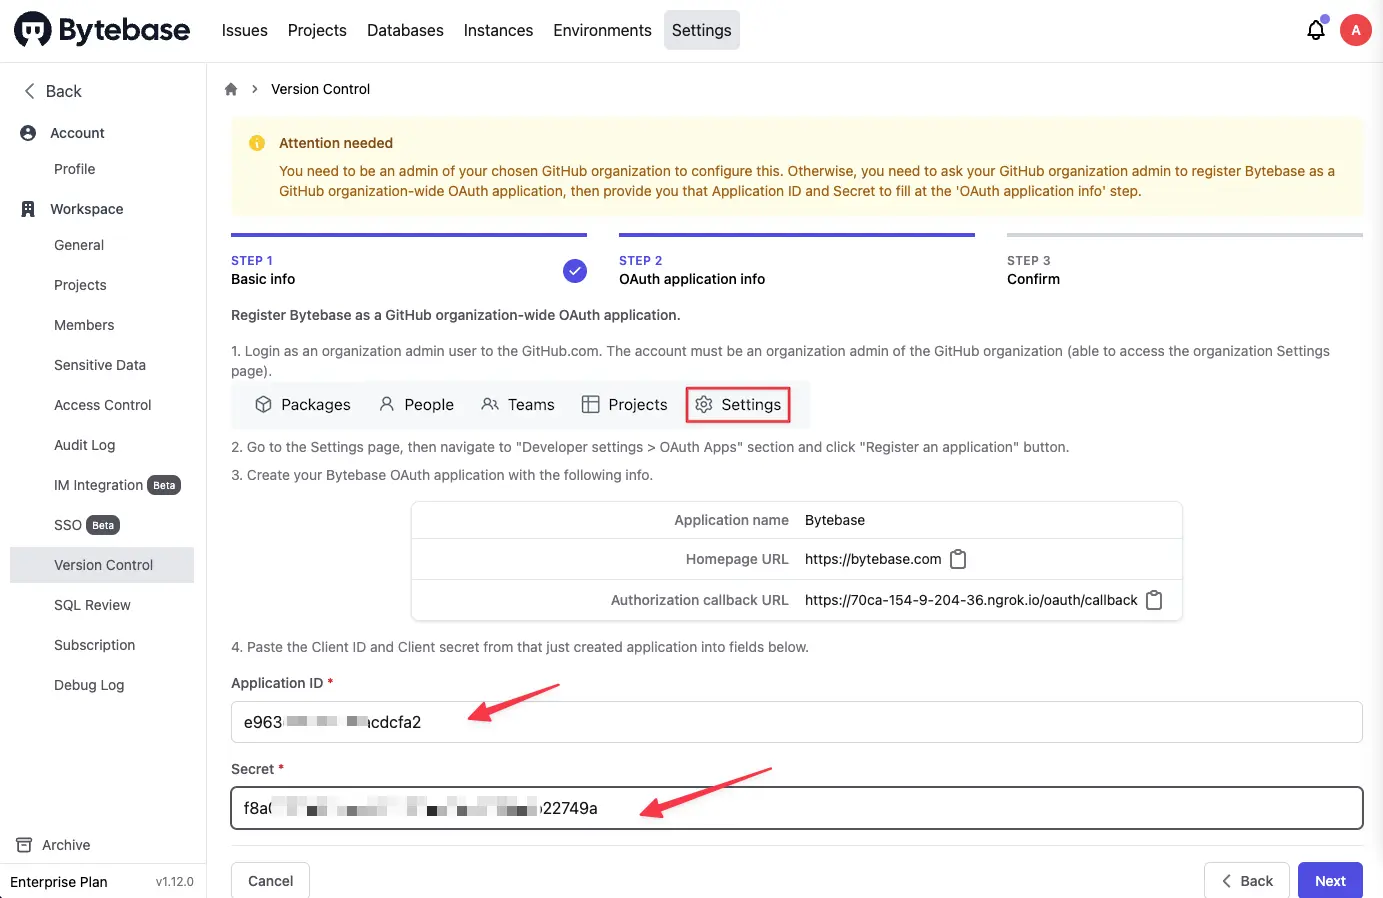 Bytebase
Issues Projects Databases Instances Environments Settings
A
Back
Account
Profile
Workspace
General
Projects
Members
Sensitive Data
Access Control
Audit Log
IM Integration Beta
SSO Beta
Version Control
SQL Review
Subscription
Debug Log
Archive
Enterprise Plan v1.12.0
Version Control
Attention needed
You need to be an admin of your chosen GitHub organization to configure this. Otherwise, you need to ask your GitHub organization admin to register Bytebase as a
GitHub organization-wide OAuth application, then provide you that Application ID and Secret to fill at the 'OAuth application info' step.
STEP 1
Basic info
STEP 2
OAuth application info
STEP 3
Confirm
Register Bytebase as a GitHub organization-wide OAuth application.
1. Login as an organization admin user to the GitHub.com. The account must be an organization admin of the GitHub organization (able to access the organization Settings
page).
Packages People Teams Projects Settings
2. Go to the Settings page, then navigate to "Developer settings > OAuth Apps" section and click "Register an application" button.
3. Create your Bytebase OAuth application with the following info.
Application name Bytebase
Homepage URL https://bytebase.com
Authorization callback URL https://70ca-154-9-204-36.ngrok.io/oauth/callback
4. Paste the Client ID and Client secret from that just created application into fields below.
Application ID *
e963 acdcfa2
Secret *
f8a 22749a
Cancel
Back
Next